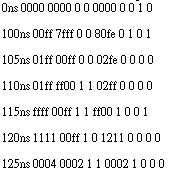 0ns 0000 0000 0 0 0000 0 0 1 0
100ns 00ff 7fff 0 0 80fe 0 1 0 1
105ns 01ff 00ff 0 0 02fe 0 0 0 0
110ns 01ff ff00 1 1 02ff 0 0 0 0
115ns ffff 00ff 1 1 ff00 1 0 0 1
120ns 1111 00ff 1 0 1211 0 0 0 0
125ns 0004 0002 1 1 0002 1 0 0 0